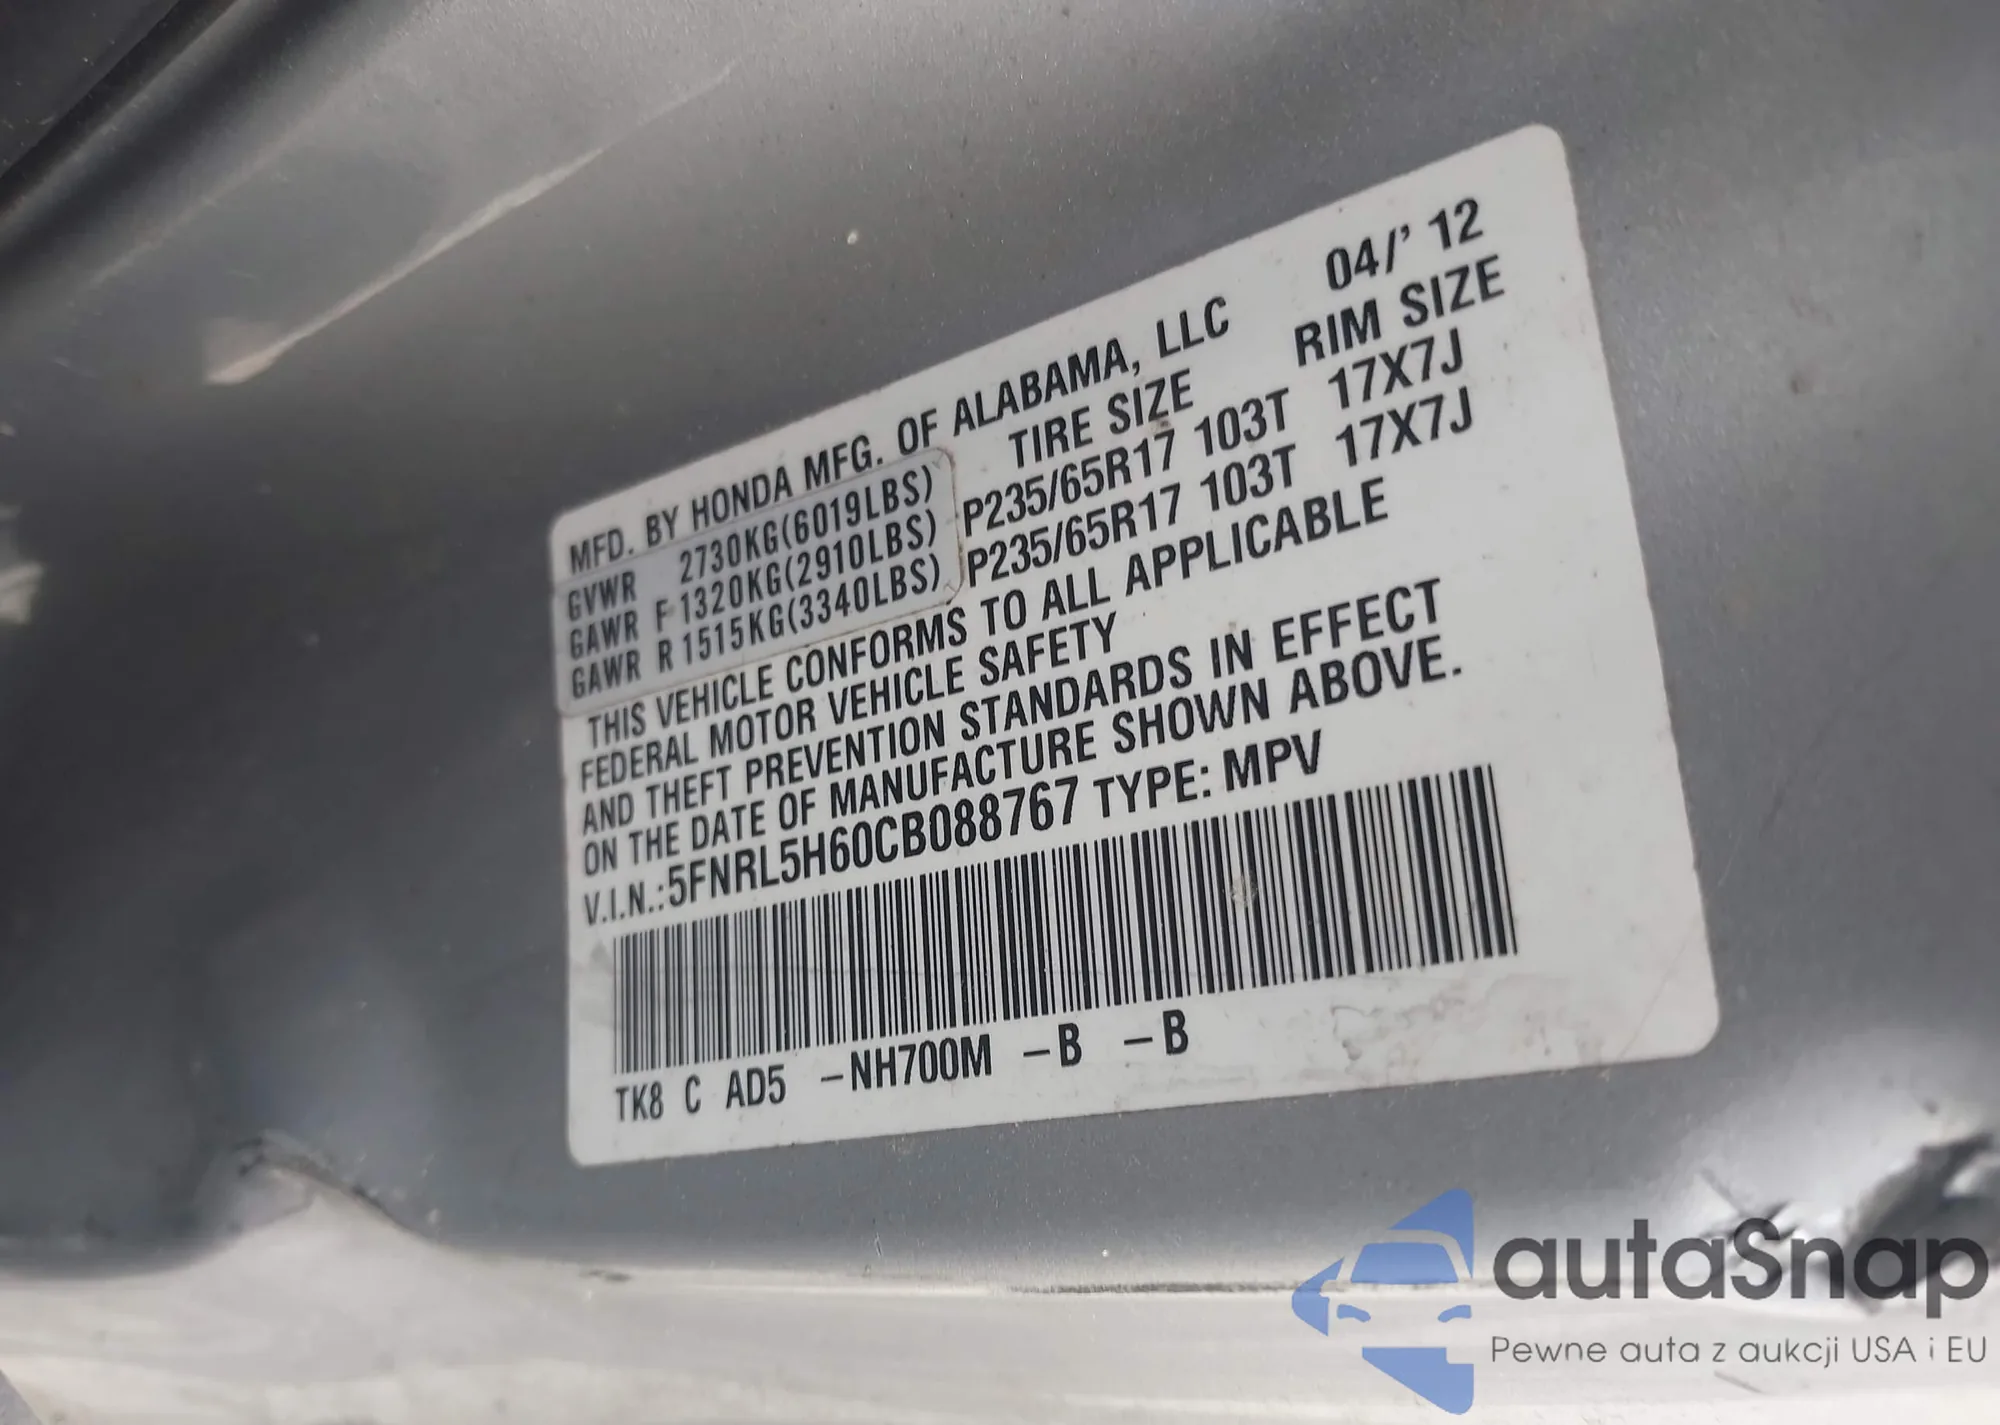 MFD. BY HONDA MFG. OF ALABAMA, LLC 04/' 12
GVWR 2730KG(6019LBS) TIRE SIZE RIM SIZE
GAWR F 1320KG(2910LBS) P235/65R17 103T 17X7J
GAWR R 1515KG(3340LBS) P235/65R17 103T 17X7J
THIS VEHICLE CONFORMS TO ALL APPLICABLE
FEDERAL MOTOR VEHICLE SAFETY
AND THEFT PREVENTION STANDARDS IN EFFECT
ON THE DATE OF MANUFACTURE SHOWN ABOVE.
V.I.N.:5FNRL5H60CB088767 TYPE: MPV
TK8 C AD5 -NH700M -B -B
autaSnap
Pewne auta z aukcji USA i EU